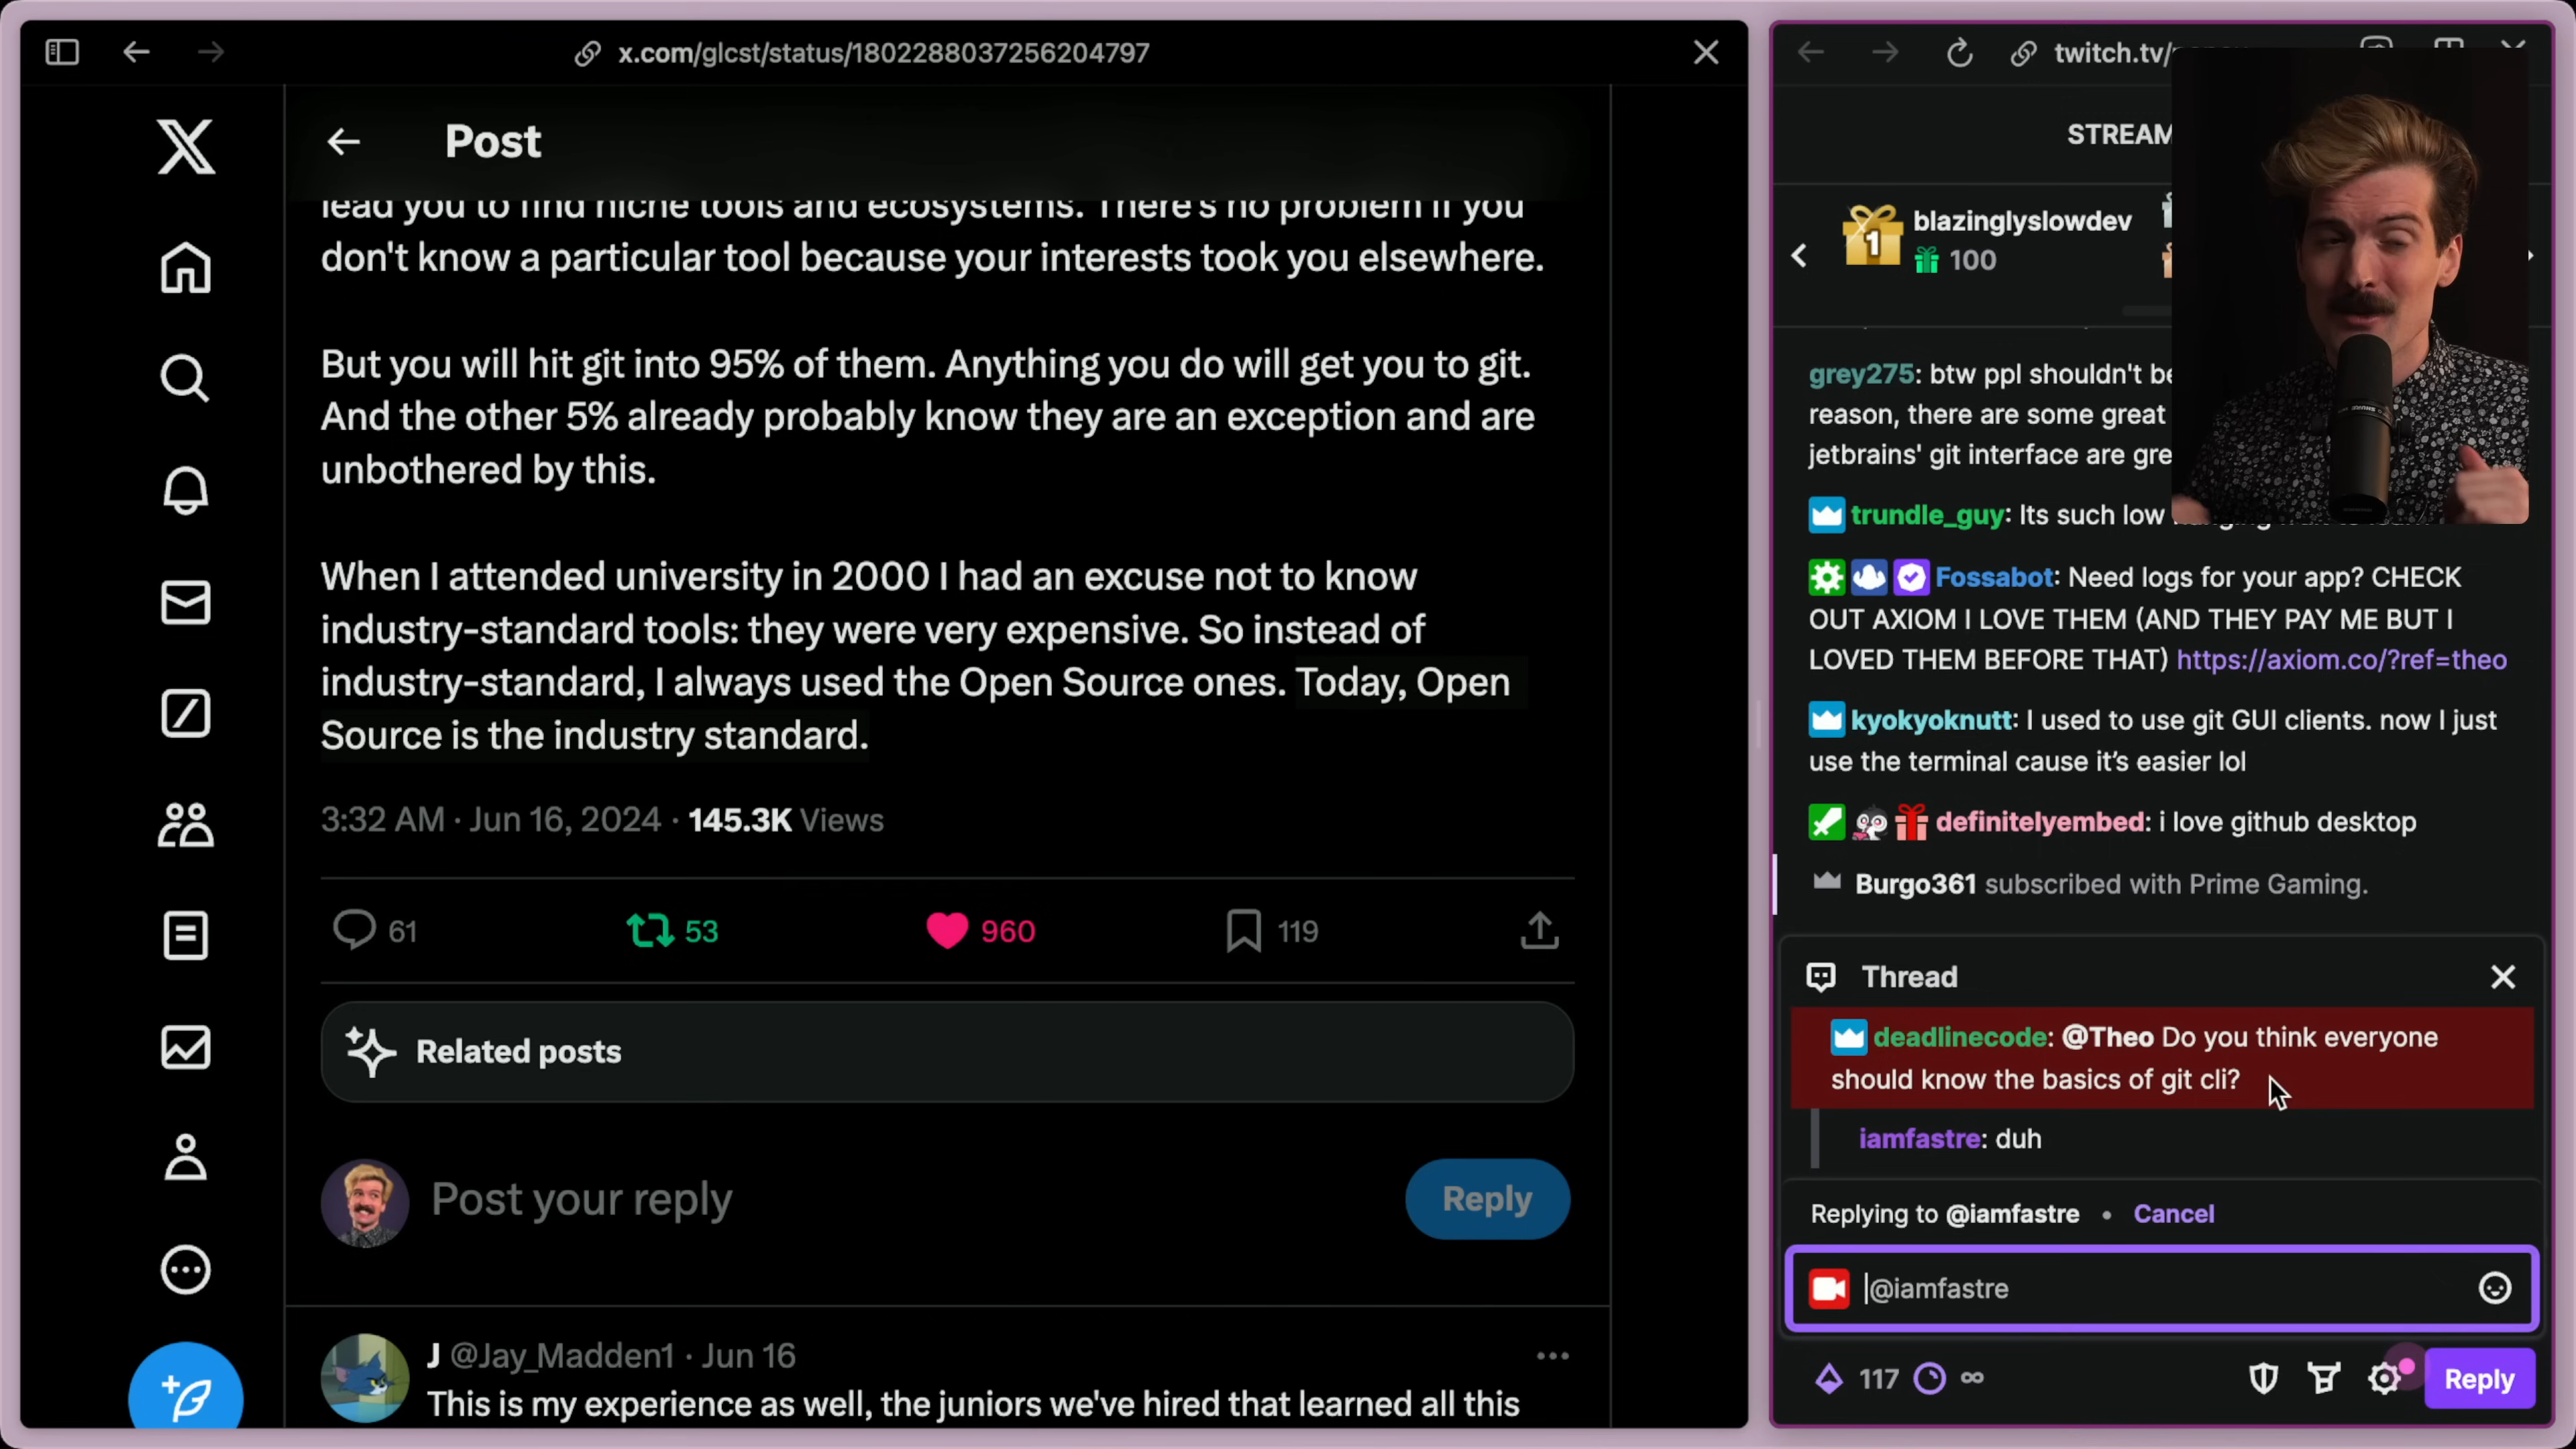 x.com/glcst/status/1802288037256204797
Post
lead you to find niche tools and ecosystems. There's no problem if you
don't know a particular tool because your interests took you elsewhere.
But you will hit git into 95% of them. Anything you do will get you to git.
And the other 5% already probably know they are an exception and are
unbothered by this.
When I attended university in 2000 I had an excuse not to know
industry-standard tools: they were very expensive. So instead of
industry-standard, I always used the Open Source ones. Today, Open
Source is the industry standard.
3:32 AM · Jun 16, 2024 · 145.3K Views
61
53
960
119
Related posts
Post your reply
Reply
J @Jay_Madden1 · Jun 16
This is my experience as well, the juniors we've hired that learned all this
twitch.tv/
STREAM
1
blazinglyslowdev
100
grey275: btw ppl shouldn't be
reason, there are some great
jetbrains' git interface are gre
trundle_guy: Its such low
Fossabot: Need logs for your app? CHECK
OUT AXIOM I LOVE THEM (AND THEY PAY ME BUT I
LOVED THEM BEFORE THAT) https://axiom.co/?ref=theo
kyokyoknutt: I used to use git GUI clients. now I just
use the terminal cause it's easier lol
definitelyembed: i love github desktop
Burgo361 subscribed with Prime Gaming.
Thread
deadlinecode: @Theo Do you think everyone
should know the basics of git cli?
iamfastre: duh
Replying to @iamfastre • Cancel
@iamfastre
117
∞
Reply